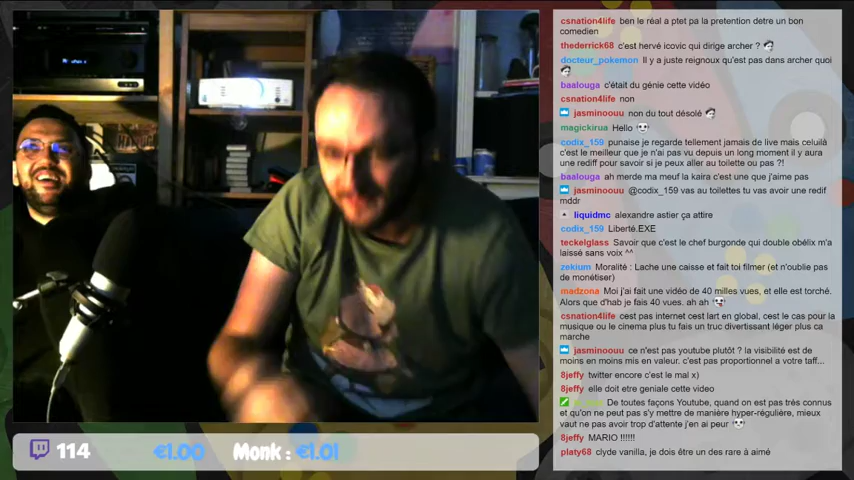 csnation4life ben le réal a ptet pa la pretention detre un bon
comedien
thederrick68 c'est hervé icovic qui dirige archer ?
docteur_pokemon Il y a juste reignoux qu'est pas dans archer quoi
baalouga c'était du génie cette vidéo
csnation4life non
jasminoouu non du tout désolé
magickirua Hello
codix_159 punaise je regarde tellement jamais de live mais celuilà
c'est le meilleur que je n'ai pas vu depuis un long moment il y aura
une rediff pour savoir si je peux aller au toilette ou pas ?!
baalouga ah merde ma meuf la kaira c'est une que j'aime pas
jasminoouu @codix_159 vas au toilettes tu vas avoir une redif
mddr
liquidmc alexandre astier ça attire
codix_159 Liberté.EXE
teckelglass Savoir que c'est le chef burgonde qui double obélix m'a
laissé sans voix ^^
zekium Moralité : Lache une caisse et fait toi filmer (et n'oublie pas
de monétiser)
madzona Moi j'ai fait une vidéo de 40 milles vues, et elle est torché.
Alors que d'hab je fais 40 vues. ah ah
csnation4life cest pas internet cest lart en global, cest le cas pour la
musique ou le cinema plus tu fais un truc divertissant léger plus ca
marche
jasminoouu ce n'est pas youtube plutôt ? la visibilité est de
moins en moins mis en valeur. c'est pas proportionnel a votre taff...
8jeffy twitter encore c'est le mal x)
8jeffy elle doit etre geniale cette video
De toutes façons Youtube, quand on est pas très connus
et qu'on ne peut pas s'y mettre de manière hyper-régulière, mieux
vaut ne pas avoir trop d'attente j'en ai peur
8jeffy MARIO !!!!!!
platy68 clyde vanilla, je dois être un des rare à aimé
114 €1.00 Monk : €1.01